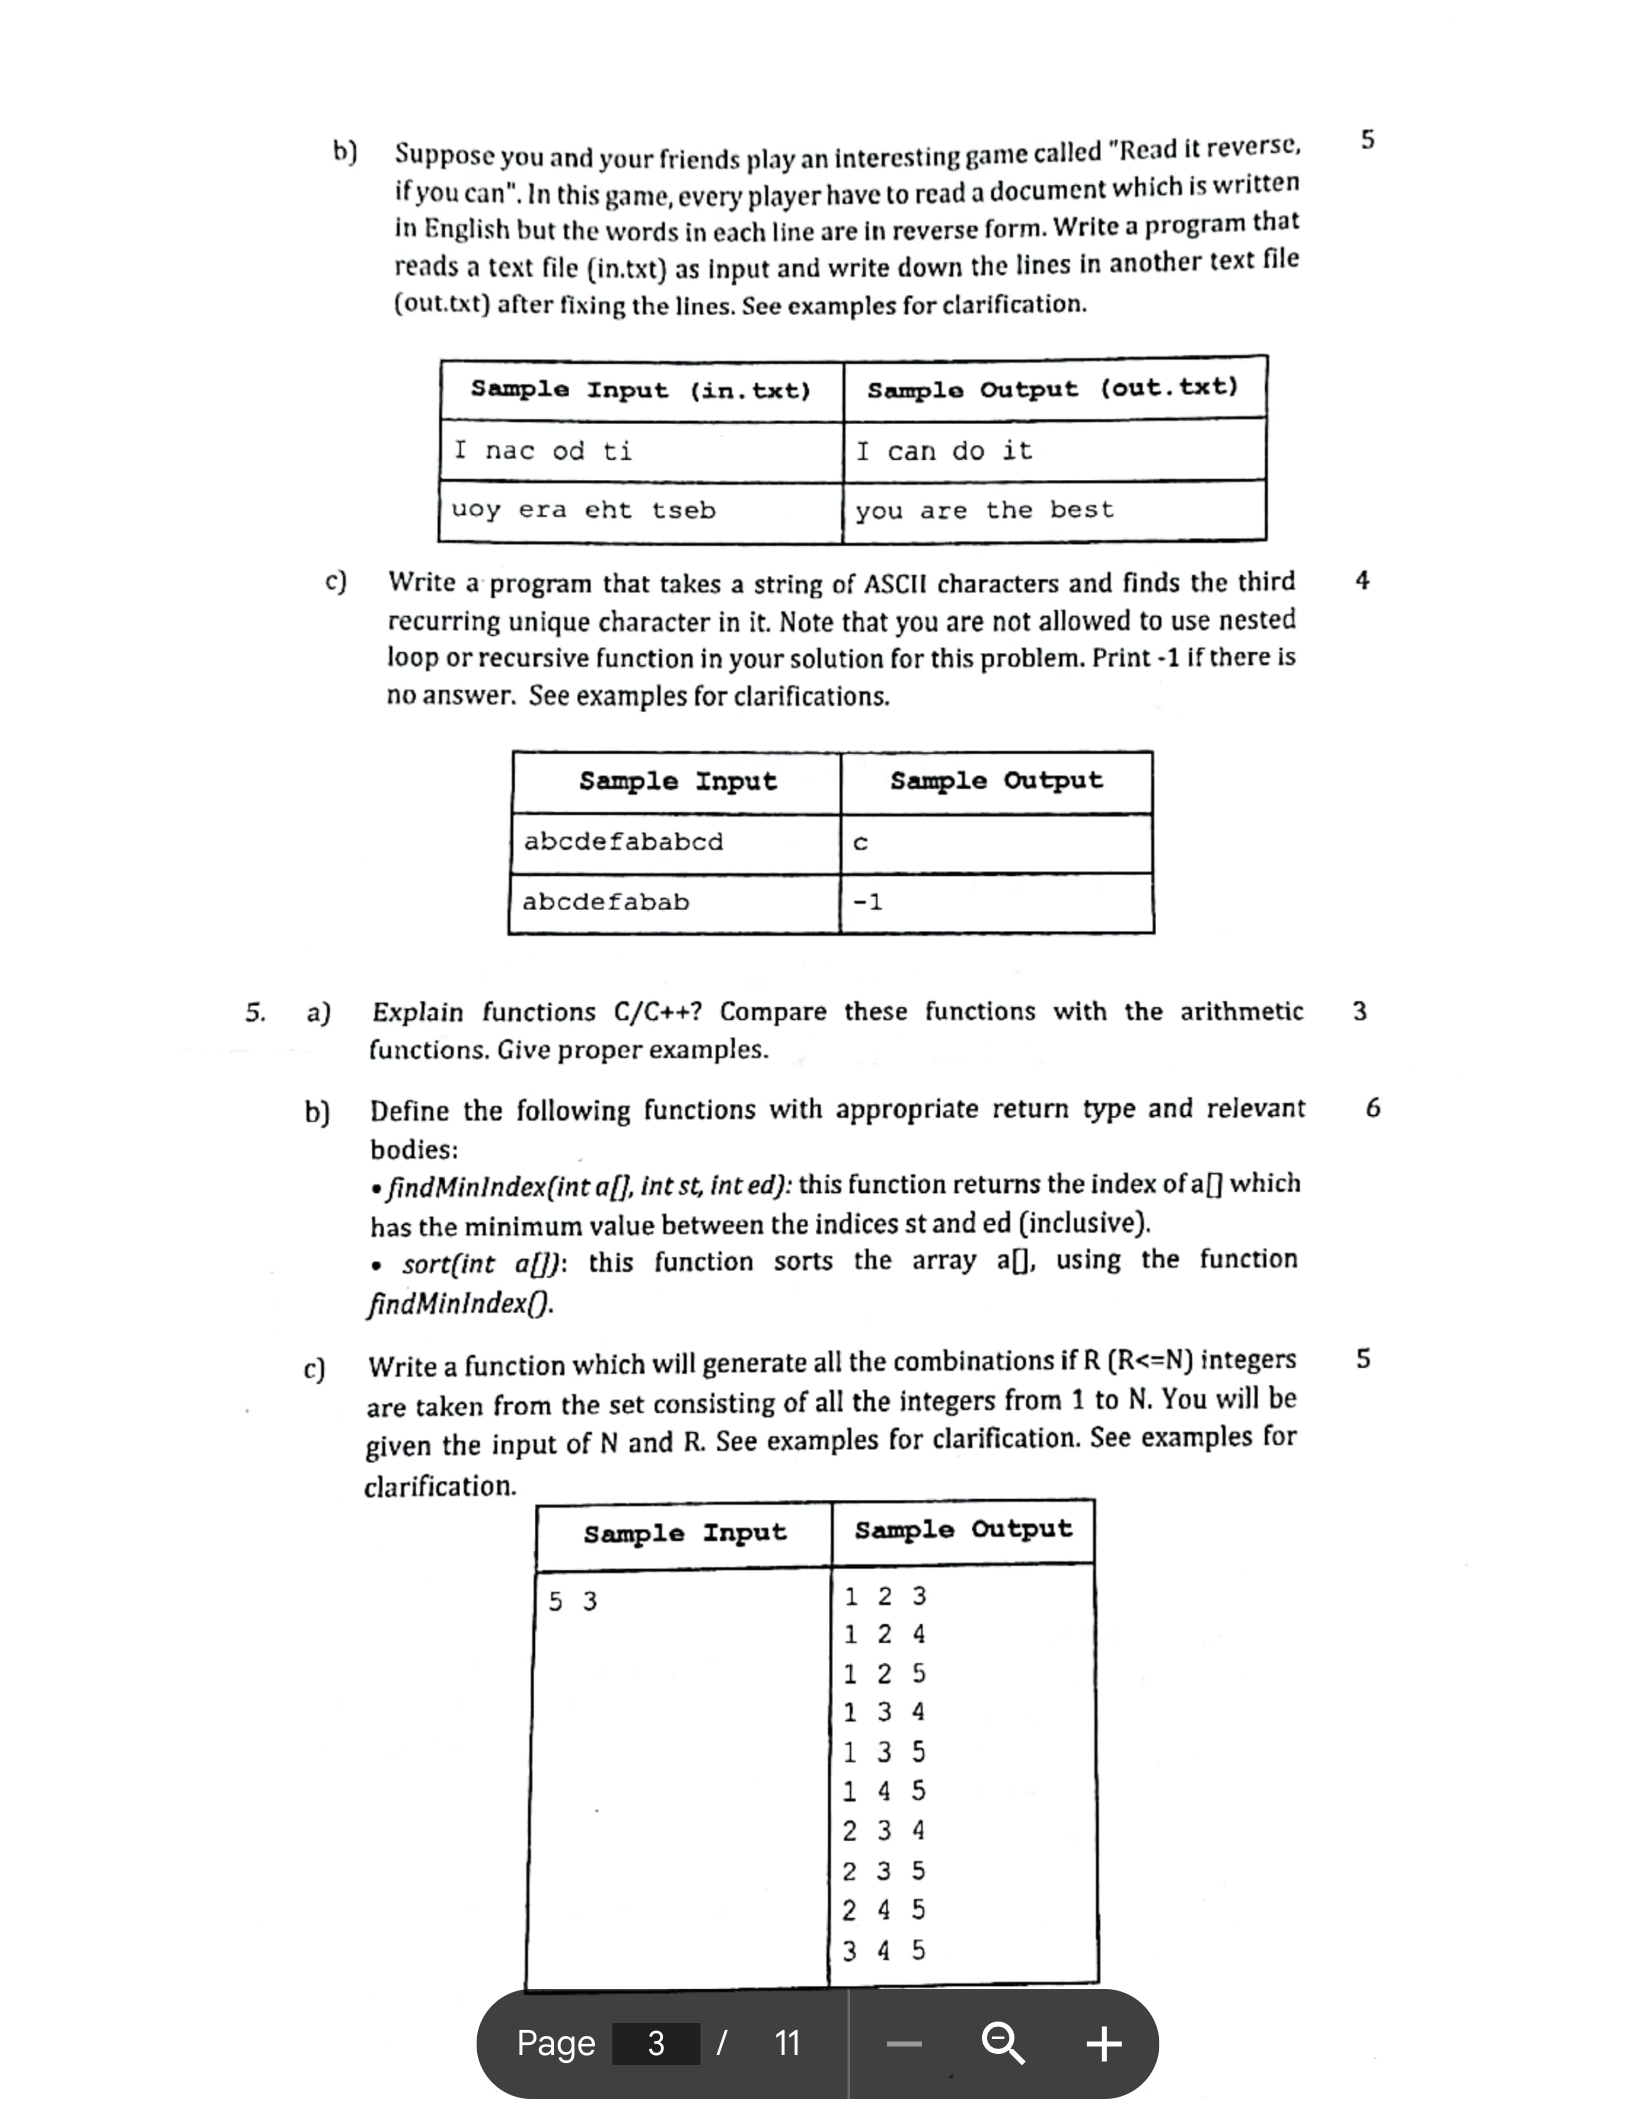 b) Suppose you and your friends play an interesting game called "Read it reverse, 5
if you can". In this game, every player have to read a document which is written
in English but the words in each line are in reverse form. Write a program that
reads a text file (in.txt) as input and write down the lines in another text file
(out.txt) after fixing the lines. See examples for clarification.
Sample Input (in.txt) Sample Output (out.txt)
I nac od ti I can do it
uoy era eht tseb you are the best
c) Write a program that takes a string of ASCII characters and finds the third 4
recurring unique character in it. Note that you are not allowed to use nested
loop or recursive function in your solution for this problem. Print -1 if there is
no answer. See examples for clarifications.
Sample Input Sample Output
abcdefababcd c
abcdefabab -1
5. a) Explain functions C/C++? Compare these functions with the arithmetic 3
functions. Give proper examples.
b) Define the following functions with appropriate return type and relevant 6
bodies:
• findMinIndex(int a[], int st, int ed): this function returns the index of a[] which
has the minimum value between the indices st and ed (inclusive).
• sort(int a[]): this function sorts the array a[], using the function
findMinIndex().
c) Write a function which will generate all the combinations if R (R<=N) integers 5
are taken from the set consisting of all the integers from 1 to N. You will be
given the input of N and R. See examples for clarification. See examples for
clarification.
Sample Input Sample Output
5 3 1 2 3
1 2 4
1 2 5
1 3 4
1 3 5
1 4 5
2 3 4
2 3 5
2 4 5
3 4 5
Page 3 / 11